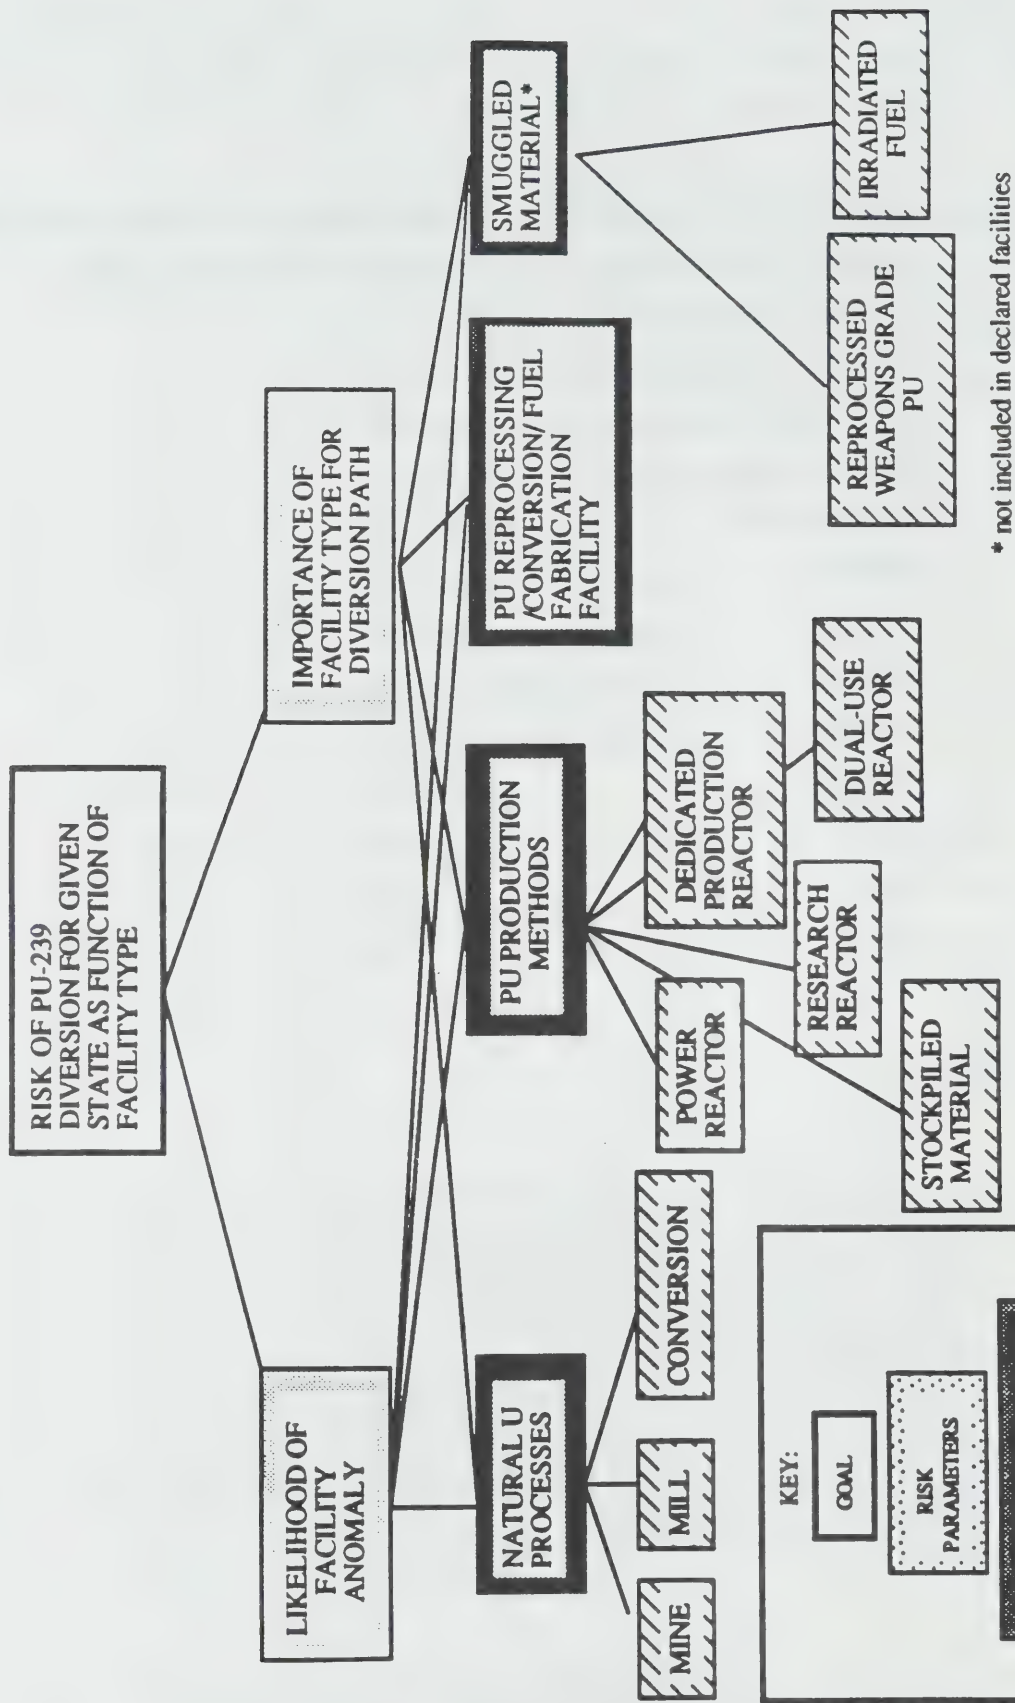 RISK OF PU-239
DIVERSION FOR GIVEN
STATE AS FUNCTION OF
FACILITY TYPE
LIKELIHOOD OF
FACILITY
ANOMALY
IMPORTANCE OF
FACILITY TYPE FOR
DIVERSION PATH
NATURAL U
PROCESSES
PU PRODUCTION
METHODS
PU REPROCESSING
/CONVERSION/ FUEL
FABRICATION
FACILITY
SMUGGLED
MATERIAL*
MINE
MILL
CONVERSION
POWER
REACTOR
DEDICATED
PRODUCTION
REACTOR
RESEARCH
REACTOR
DUAL-USE
REACTOR
STOCKPILED
MATERIAL
REPROCESSED
WEAPONS GRADE
PU
IRRADIATED
FUEL
KEY:
GOAL
RISK
PARAMETERS
* not included in declared facilities